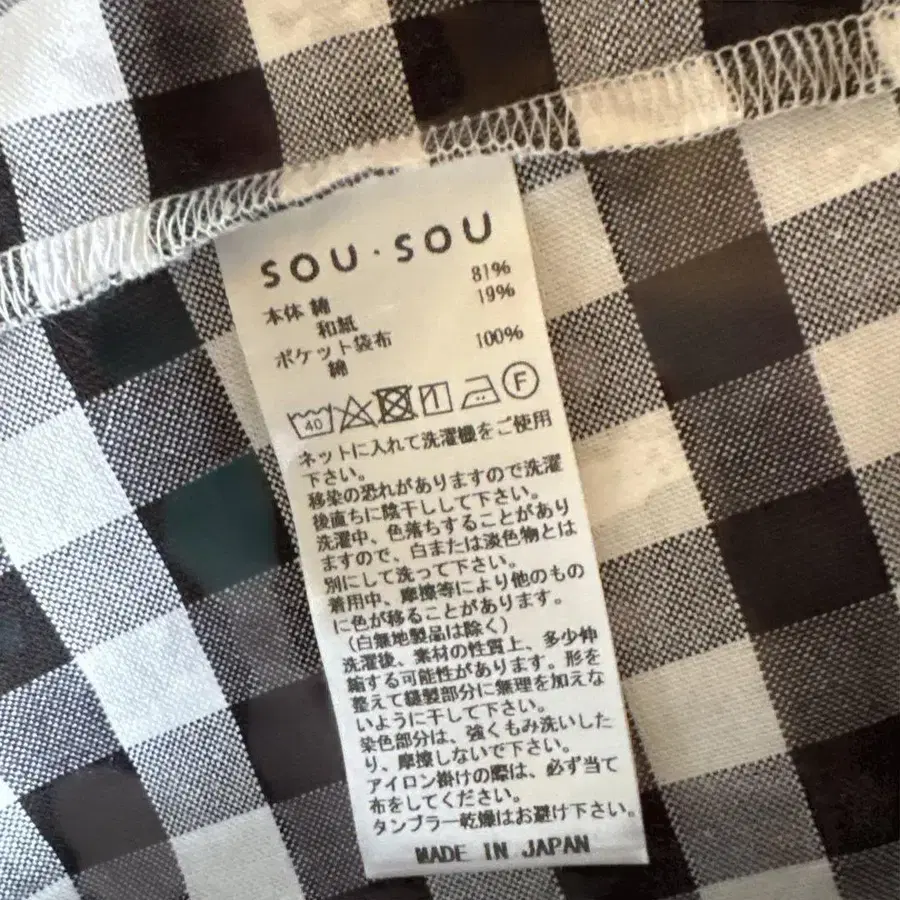 SOU・SOU
本体 綿 81%
和紙 19%
ポケット袋布
綿 100%
40 F
ネットに入れて洗濯機をご使用
下さい。
移染の恐れがありますので洗濯
後直ちに陰干しして下さい。
洗濯中、色落ちすることがあり
ますので、白または淡色物とは
別にして洗って下さい。
着用中、摩擦等により他のもの
に色が移ることがあります。
（白無地製品は除く）
洗濯後、素材の性質上、多少伸
縮する可能性があります。形を
整えて縫製部分に無理を加えな
いように干して下さい。
染色部分は、強くもみ洗いした
り、摩擦しないで下さい。
アイロン掛けの際は、必ず当て
布をしてください。
タンブラー乾燥はお避け下さい。
MADE IN JAPAN